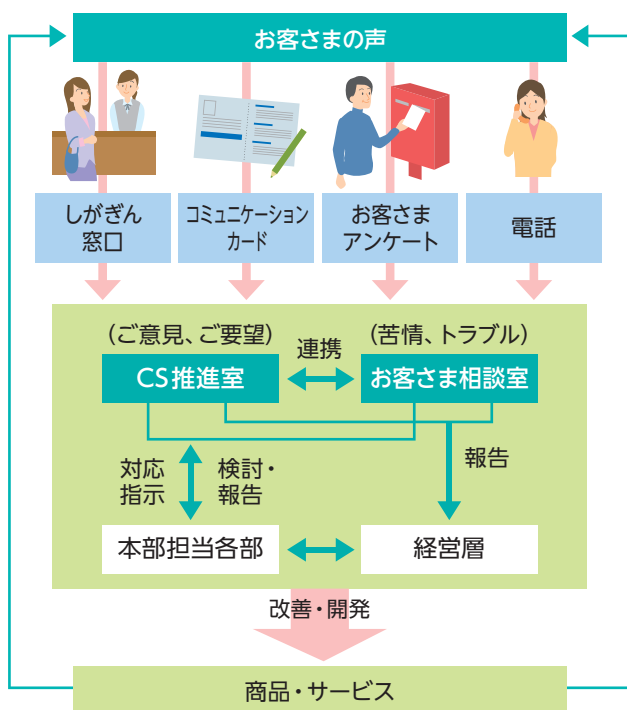 お客さまの声
しがぎん
窓口
コミュニケーション
カード
お客さま
アンケート
電話
(ご意見、ご要望)
(苦情、トラブル)
連携
CS推進室
お客さま相談室
対応
指示
検討・
報告
報告
本部担当各部
経営層
改善・開発
商品・サービス